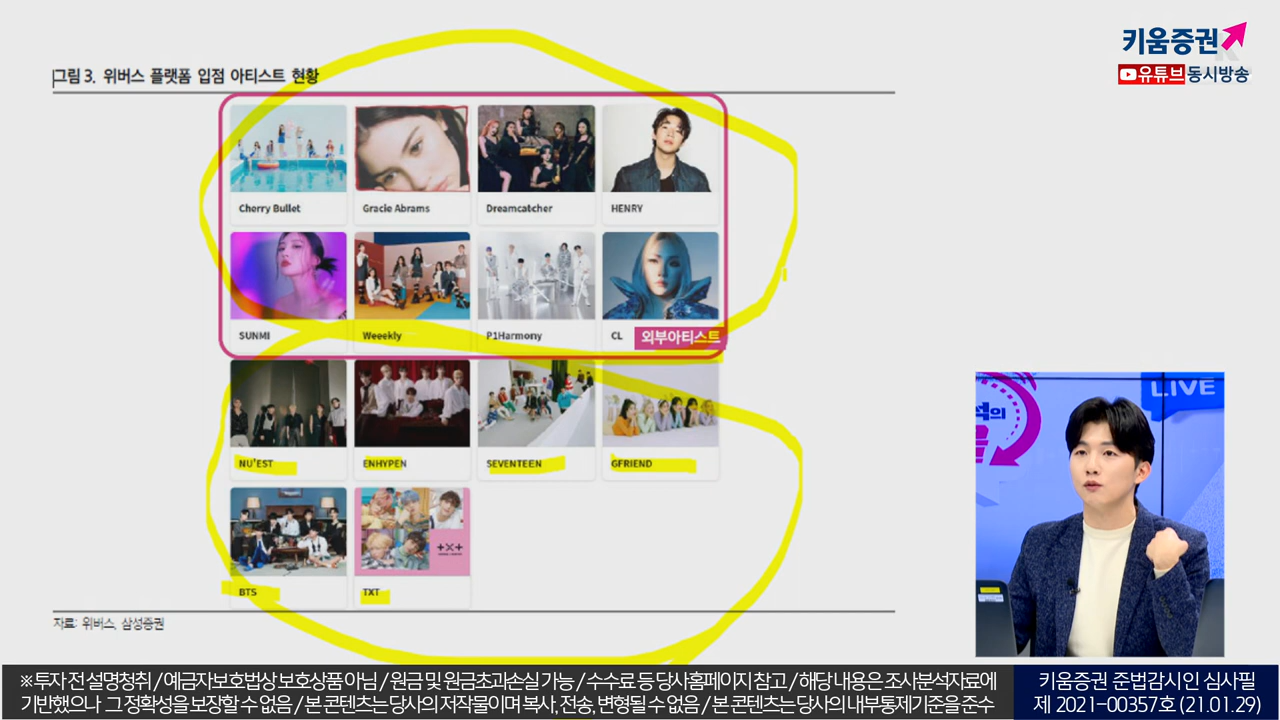 키움증권
유튜브 동시방송
그림 3. 위버스 플랫폼 입점 아티스트 현황
Cherry Bullet
Gracie Abrams
Dreamcatcher
HENRY
SUNMI
Weeekly
P1Harmony
CL
외부아티스트
NU'EST
ENHYPEN
SEVENTEEN
GFRIEND
BTS
TXT
자료: 위버스, 삼성증권
석의
LIVE
※ 투자 전 설명청취 / 예금자보호법상 보호상품 아님 / 원금 및 원금초과손실 가능 / 수수료 등 당사홈페이지 참고 / 해당 내용은 조사분석자료에
기반했으나 그 정확성을 보장할 수 없음 / 본 콘텐츠는 당사의 저작물이며 복사, 전송, 변형될 수 없음 / 본 콘텐츠는 당사의 내부통제기준을 준수
키움증권 준법감시인 심사필
제 2021-00357호 (21.01.29)